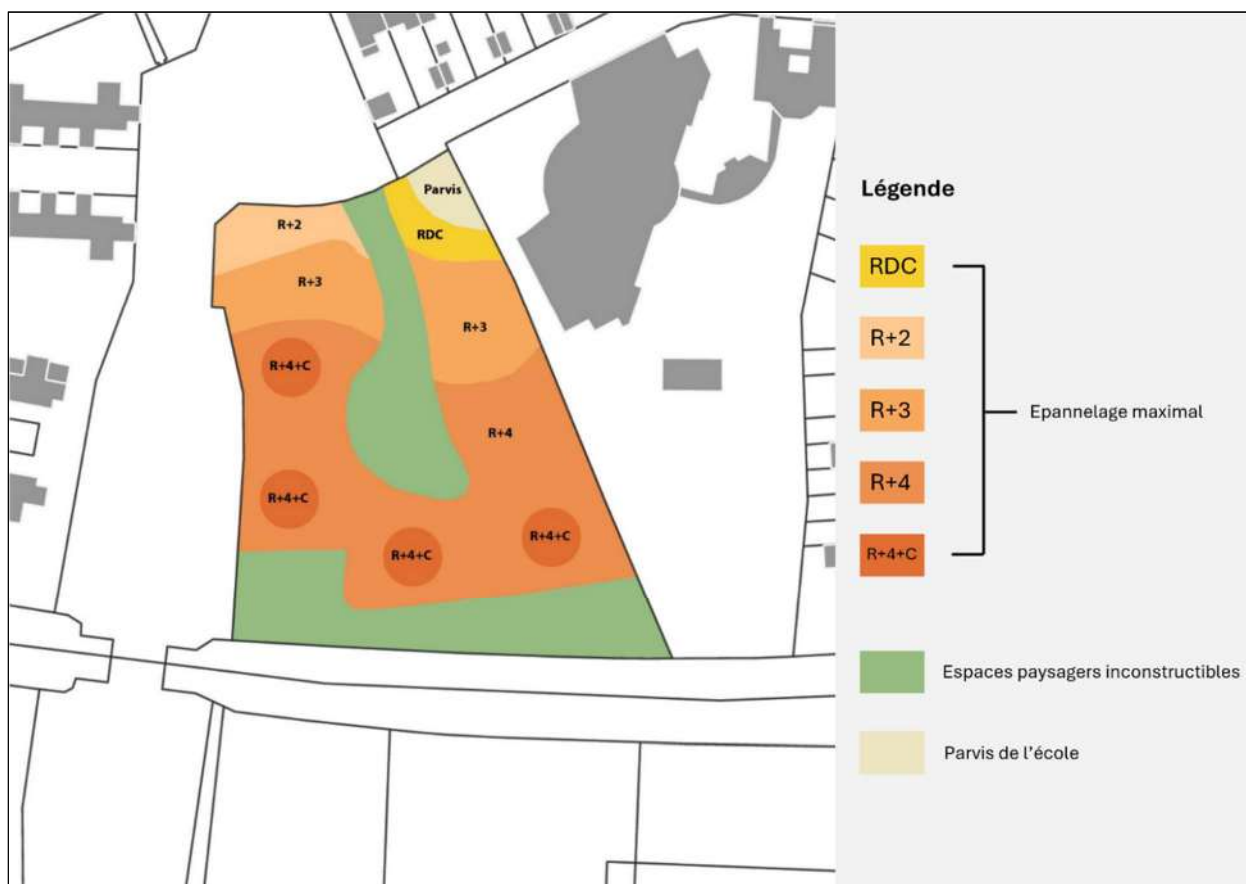 Parvis
R+2
RDC
R+3
R+3
R+4+C
R+4
R+4+C
R+4+C
R+4+C
Légende
RDC
R+2
R+3
Epannelage maximal
R+4
R+4+C
Espaces paysagers inconstructibles
Parvis de l'école